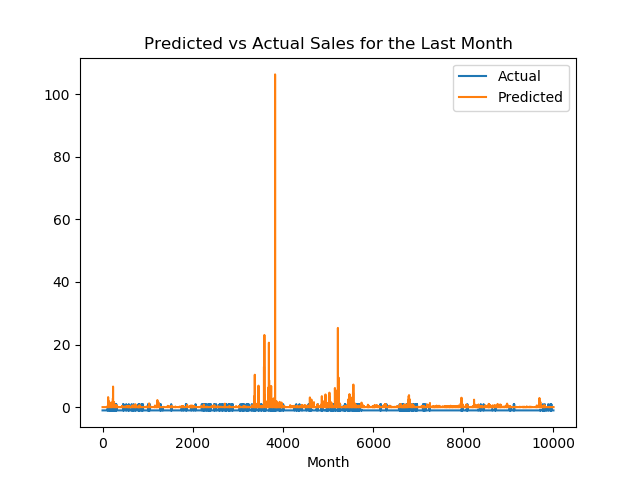 Predicted vs Actual Sales for the Last Month
Actual
Predicted
100
80
60
40
20
0
0 2000 4000 6000 8000 10000
Month